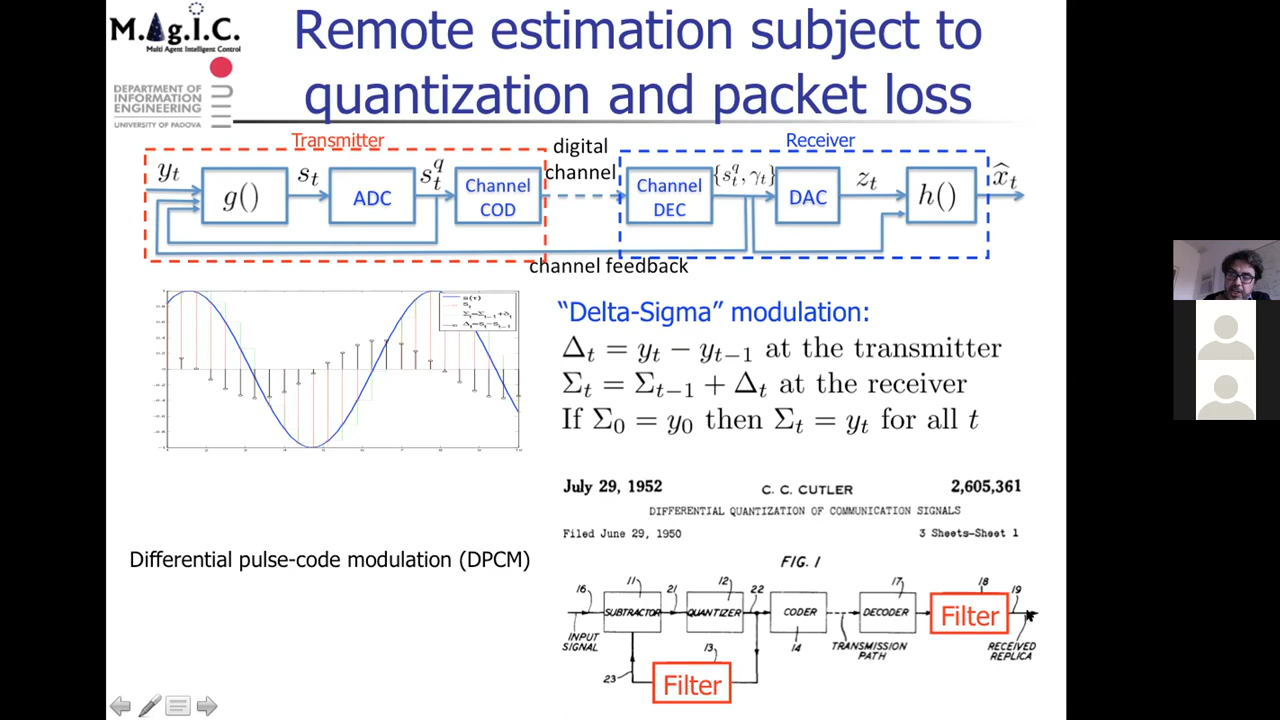 M.A.g.I.C.
Multi Agent Intelligent Control
DEPARTMENT OF
INFORMATION
ENGINEERING
UNIVERSITY OF PADOVA
Remote estimation subject to
quantization and packet loss
Transmitter
digital
channel
Receiver
y_t
g()
s_t
ADC
s_t^q
Channel
COD
Channel
DEC
{s_t^q, γ_t}
DAC
z_t
h()
x̂_t
channel feedback
"Delta-Sigma" modulation:
Δ_t = y_t − y_{t−1} at the transmitter
Σ_t = Σ_{t−1} + Δ_t at the receiver
If Σ_0 = y_0 then Σ_t = y_t for all t
July 29, 1952 C. C. CUTLER 2,605,361
DIFFERENTIAL QUANTIZATION OF COMMUNICATION SIGNALS
Filed June 29, 1950 3 Sheets-Sheet 1
Differential pulse-code modulation (DPCM)
FIG. 1
16 11 21 12 22 17 18 19
SUBTRACTOR QUANTIZER CODER DECODER Filter
INPUT
SIGNAL
13
14
TRANSMISSION
PATH
RECEIVED
REPLICA
23
Filter